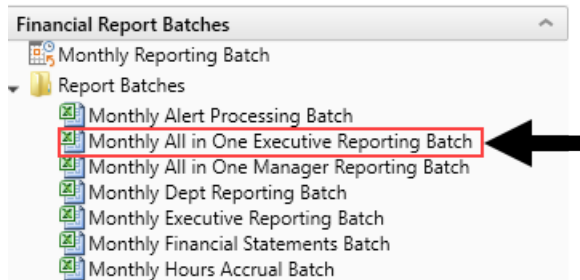 Financial Report Batches
Monthly Reporting Batch
Report Batches
Monthly Alert Processing Batch
Monthly All in One Executive Reporting Batch
Monthly All in One Manager Reporting Batch
Monthly Dept Reporting Batch
Monthly Executive Reporting Batch
Monthly Financial Statements Batch
Monthly Hours Accrual Batch